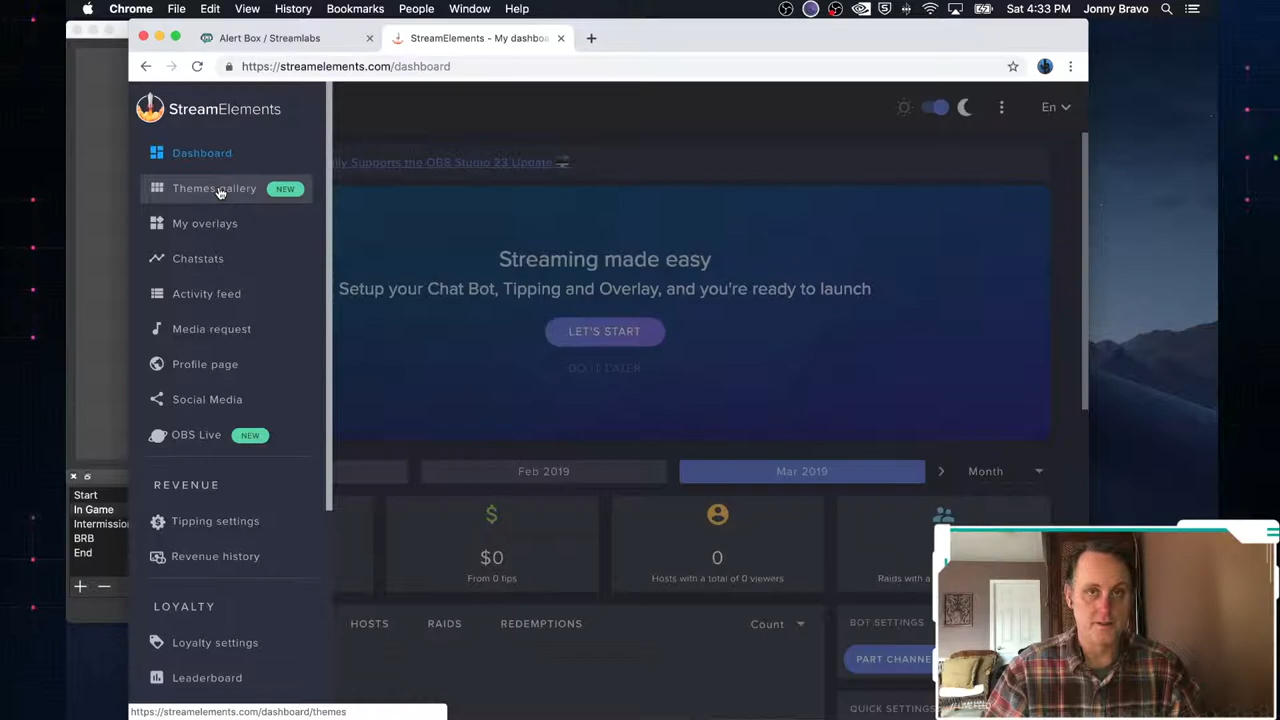 Chrome File Edit View History Bookmarks People Window Help Sat 4:33 PM Jonny Bravo
Alert Box / Streamlabs
StreamElements - My dashboa
https://streamelements.com/dashboard
StreamElements
En
Dashboard
ly Supports the OBS Studio 23 Update
Themes gallery NEW
My overlays
Chatstats
Activity feed
Media request
Profile page
Social Media
OBS Live NEW
REVENUE
Tipping settings
Revenue history
LOYALTY
Loyalty settings
Leaderboard
Streaming made easy
Setup your Chat Bot, Tipping and Overlay, and you're ready to launch
LET'S START
DO IT LATER
Feb 2019
Mar 2019
Month
$0
From 0 tips
0
Hosts with a total of 0 viewers
Raids with a
HOSTS RAIDS REDEMPTIONS Count
BOT SETTINGS
PART CHANNE
QUICK SETTINGS
Start
In Game
Intermissio
BRB
End
https://streamelements.com/dashboard/themes